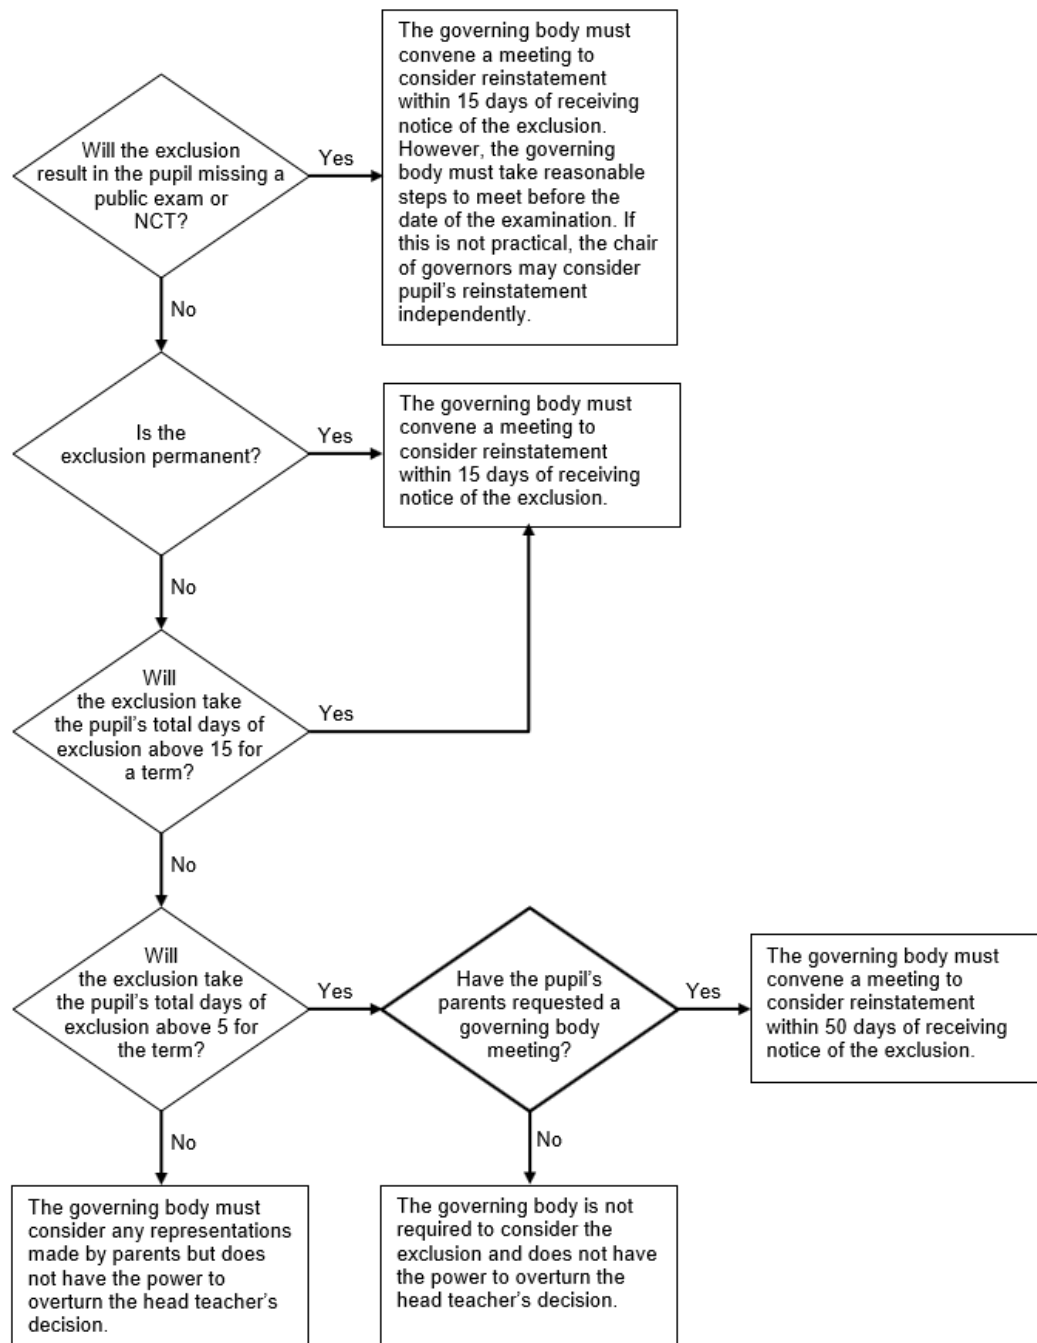 The governing body must
convene a meeting to
consider reinstatement
within 15 days of receiving
notice of the exclusion.
However, the governing
body must take reasonable
steps to meet before the
date of the examination. If
this is not practical, the chair
of governors may consider
pupil's reinstatement
independently.
Will the exclusion
result in the pupil missing a
public exam or
NCT?
Yes
No
Is the
exclusion permanent?
Yes
The governing body must
convene a meeting to
consider reinstatement
within 15 days of receiving
notice of the exclusion.
No
Will
the exclusion take
the pupil's total days of
exclusion above 15 for
a term?
Yes
No
Will
the exclusion take
the pupil's total days of
exclusion above 5 for
the term?
Yes
Have the pupil's
parents requested a
governing body
meeting?
Yes
The governing body must
convene a meeting to
consider reinstatement
within 50 days of receiving
notice of the exclusion.
No
No
The governing body must
consider any representations
made by parents but does
not have the power to
overturn the head teacher's
decision.
The governing body is not
required to consider the
exclusion and does not have
the power to overturn the
head teacher's decision.